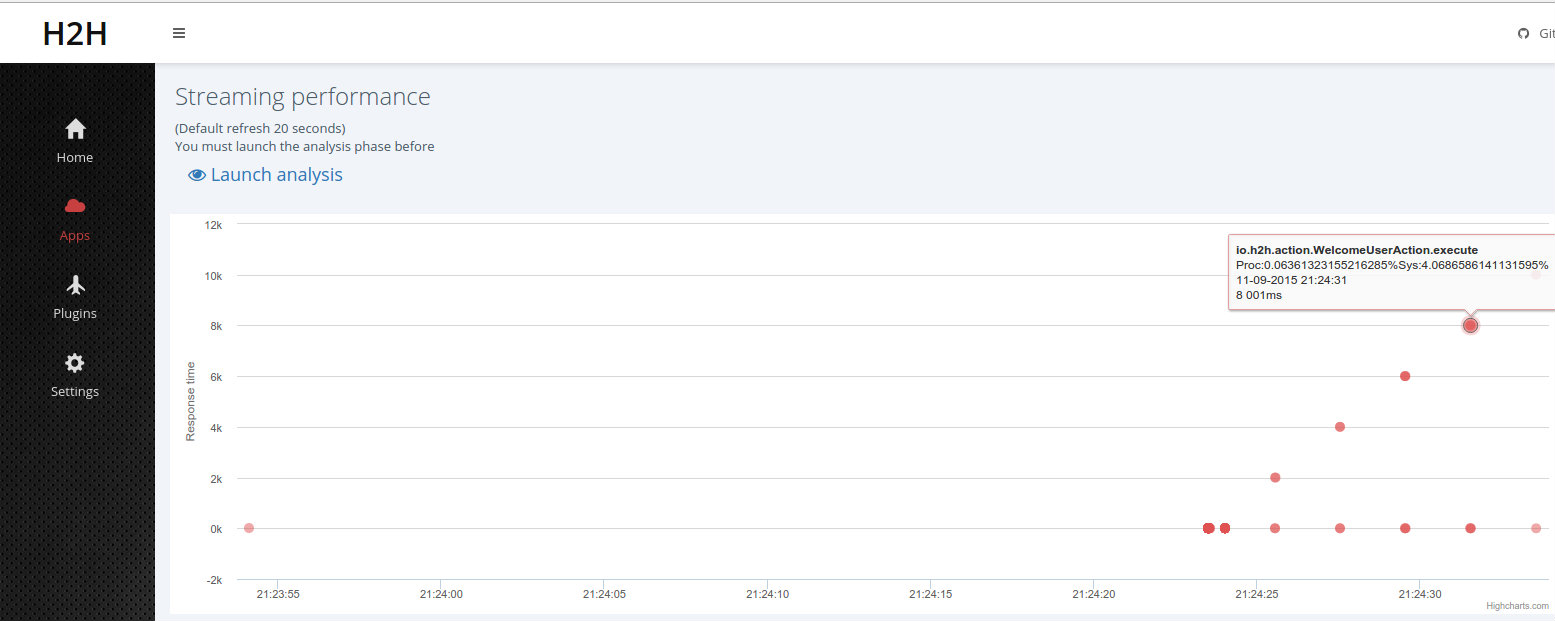 H2H
Git
Home
Apps
Plugins
Settings
Streaming performance
(Default refresh 20 seconds)
You must launch the analysis phase before
Launch analysis
Response time
12k
10k
8k
6k
4k
2k
0k
-2k
io.h2h.action.WelcomeUserAction.execute
Proc:0.06361323155216285%Sys:4.0686586141131595%
11-09-2015 21:24:31
8 001ms
21:23:55 21:24:00 21:24:05 21:24:10 21:24:15 21:24:20 21:24:25 21:24:30
Highcharts.com